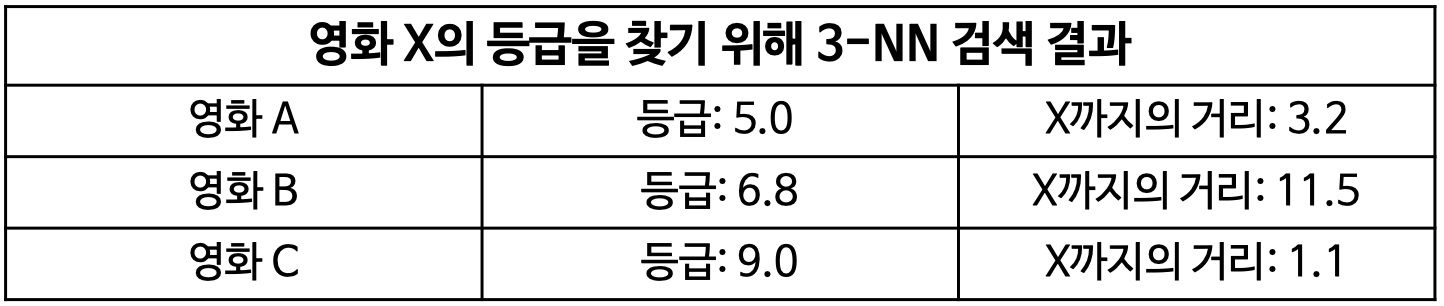 영화 X의 등급을 찾기 위해 3-NN 검색 결과
영화 A 등급: 5.0 X까지의 거리: 3.2
영화 B 등급: 6.8 X까지의 거리: 11.5
영화 C 등급: 9.0 X까지의 거리: 1.1